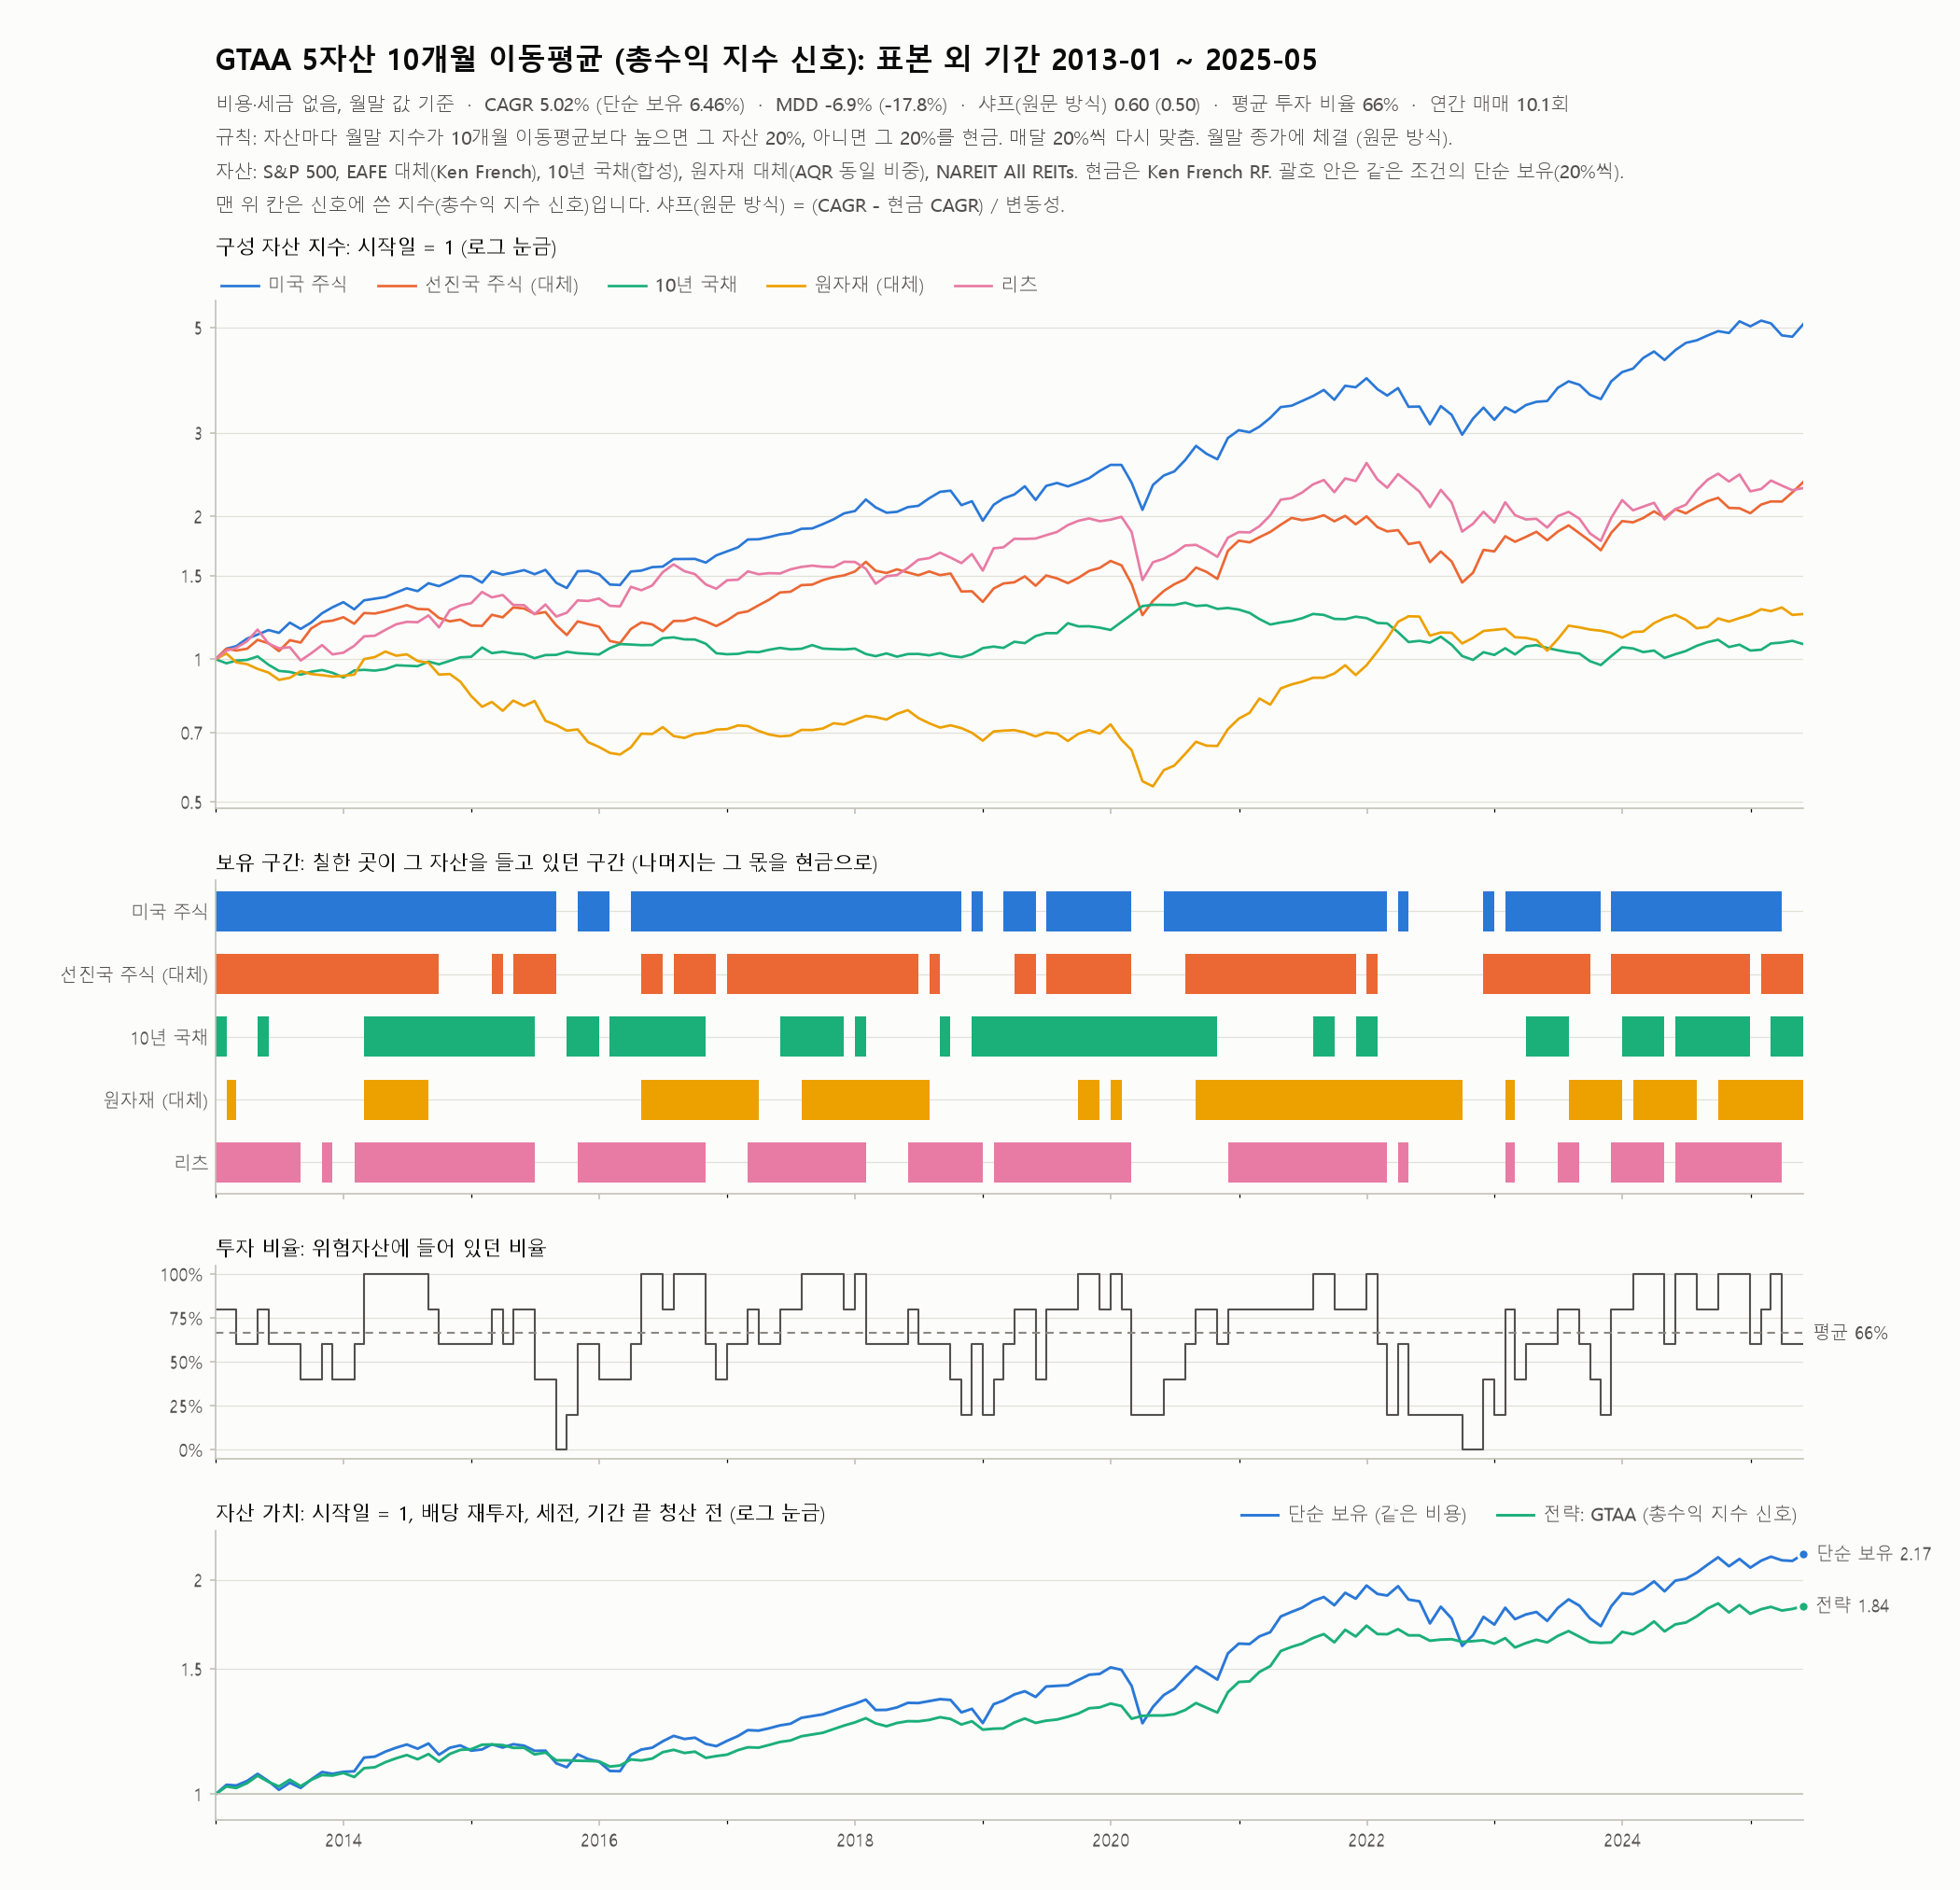 GTAA 5자산 10개월 이동평균 (총수익 지수 신호): 표본 외 기간 2013-01 ~ 2025-05
비용·세금 없음, 월말 값 기준 · CAGR 5.02% (단순 보유 6.46%) · MDD -6.9% (-17.8%) · 샤프(원문 방식) 0.60 (0.50) · 평균 투자 비율 66% · 연간 매매 10.1회
규칙: 자산마다 월말 지수가 10개월 이동평균보다 높으면 그 자산 20%, 아니면 그 20%를 현금. 매달 20%씩 다시 맞춤. 월말 종가에 체결 (원문 방식).
자산: S&P 500, EAFE 대체(Ken French), 10년 국채(합성), 원자재 대체(AQR 동일 비중), NAREIT All REITs. 현금은 Ken French RF. 괄호 안은 같은 조건의 단순 보유(20%씩).
맨 위 칸은 신호에 쓴 지수(총수익 지수 신호)입니다. 샤프(원문 방식) = (CAGR - 현금 CAGR) / 변동성.
구성 자산 지수: 시작일 = 1 (로그 눈금)
미국 주식 선진국 주식 (대체) 10년 국채 원자재 (대체) 리츠
5
3
2
1.5
1
0.7
0.5
보유 구간: 칠한 곳이 그 자산을 들고 있던 구간 (나머지는 그 몫을 현금으로)
미국 주식
선진국 주식 (대체)
10년 국채
원자재 (대체)
리츠
투자 비율: 위험자산에 들어 있던 비율
100%
75%
평균 66%
50%
25%
0%
자산 가치: 시작일 = 1, 배당 재투자, 세전, 기간 끝 청산 전 (로그 눈금)
단순 보유 (같은 비용) 전략: GTAA (총수익 지수 신호)
단순 보유 2.17
2
전략 1.84
1.5
1
2014 2016 2018 2020 2022 2024